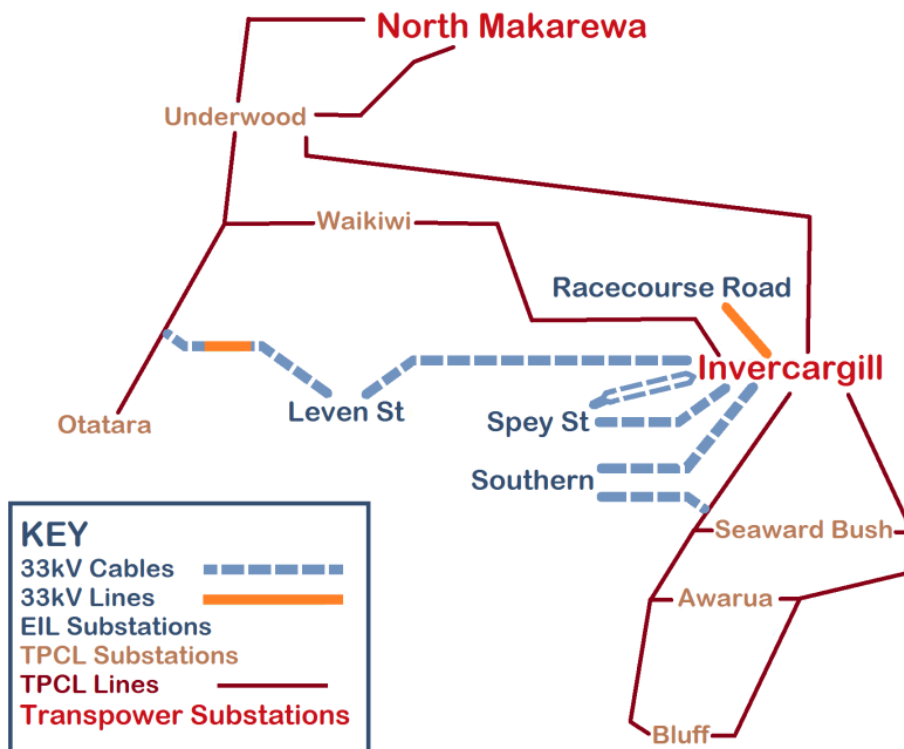 North Makarewa
Underwood
Waikiwi
Racecourse Road
Invercargill
Leven St
Otatara
Spey St
Southern
Seaward Bush
Awarua
Bluff
KEY
33kV Cables
33kV Lines
EIL Substations
TPCL Substations
TPCL Lines
Transpower Substations